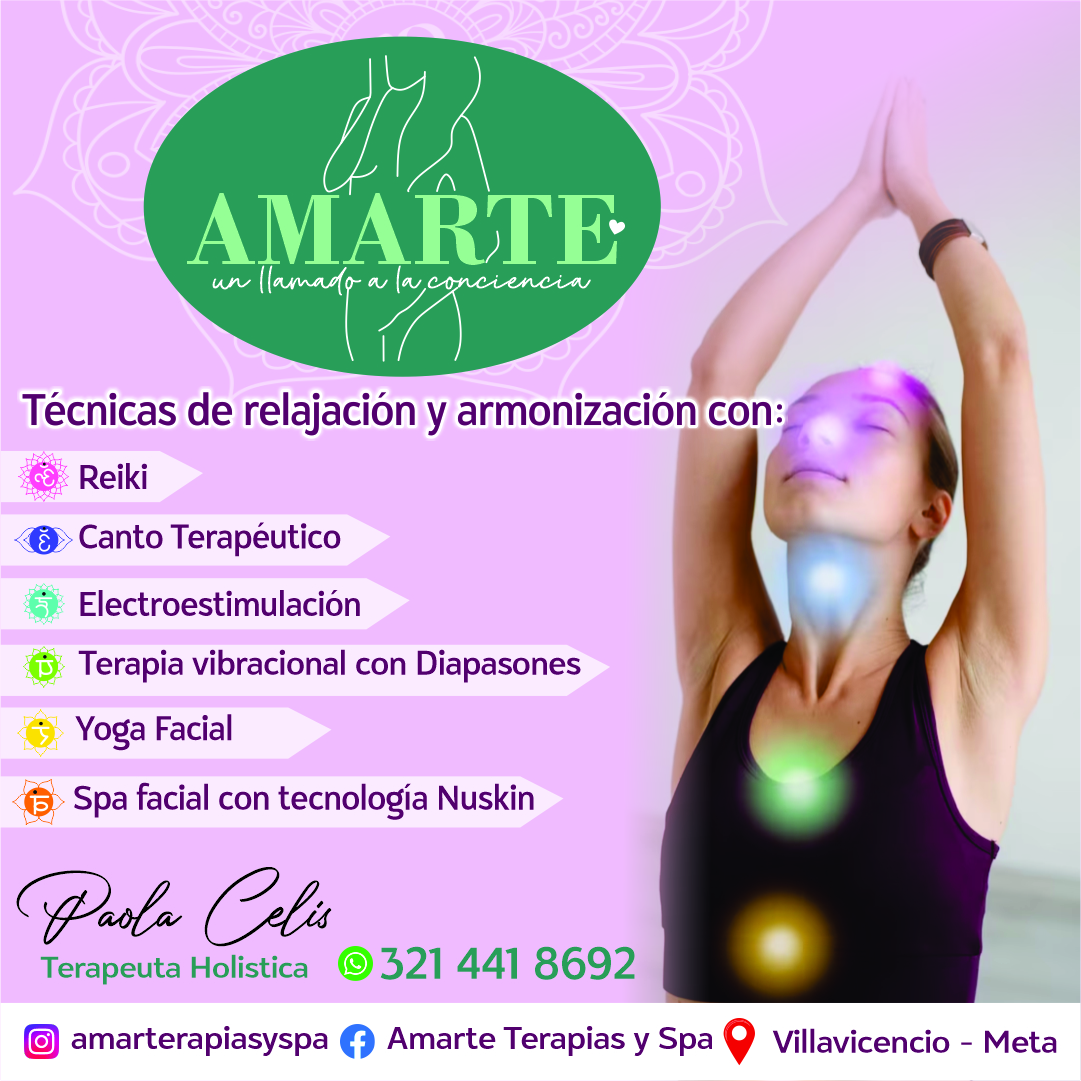 AMARTE
un llamado a la conciencia
Técnicas de relajación y armonización con:
Reiki
Canto Terapéutico
Electroestimulación
Terapia vibracional con Diapasones
Yoga Facial
Spa facial con tecnología Nuskin
Paola Celis
Terapeuta Holistica
321 441 8692
amarterapiasyspa
Amarte Terapias y Spa
Villavicencio - Meta